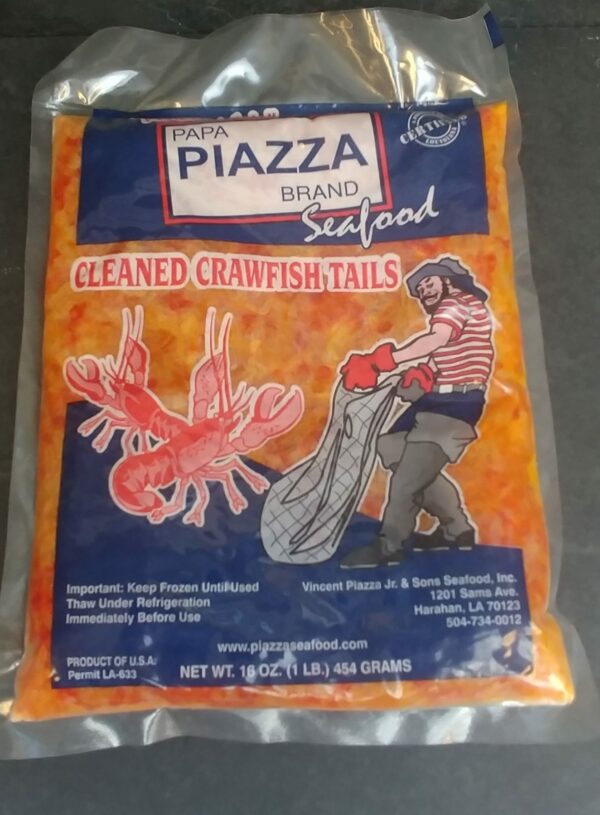 PAPA
PIAZZA
BRAND
Seafood
CLEANED CRAWFISH TAILS
Important: Keep Frozen Until Used
Thaw Under Refrigeration
Immediately Before Use
Vincent Piazza Jr. & Sons Seafood, Inc.
1201 Sams Ave.
Harahan, LA 70123
504-734-0012
www.piazzaseafood.com
PRODUCT OF U.S.A.
Permit LA-633
NET WT. 16 OZ. (1 LB.) 454 GRAMS